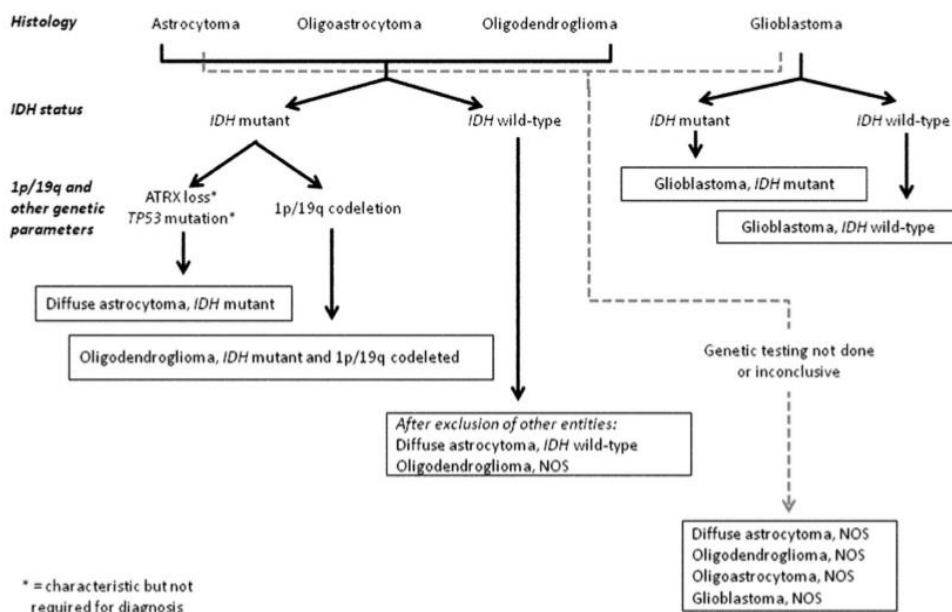 Histology
Astrocytoma
Oligoastrocytoma
Oligodendroglioma
Glioblastoma
IDH status
IDH mutant
IDH wild-type
IDH mutant
IDH wild-type
1p/19q and
other genetic
parameters
ATRX loss*
TP53 mutation*
1p/19q codeletion
Glioblastoma, IDH mutant
Glioblastoma, IDH wild-type
Diffuse astrocytoma, IDH mutant
Oligodendroglioma, IDH mutant and 1p/19q codeleted
Genetic testing not done
or inconclusive
After exclusion of other entities:
Diffuse astrocytoma, IDH wild-type
Oligodendroglioma, NOS
Diffuse astrocytoma, NOS
Oligodendroglioma, NOS
Oligoastrocytoma, NOS
Glioblastoma, NOS
* = characteristic but not
required for diagnosis